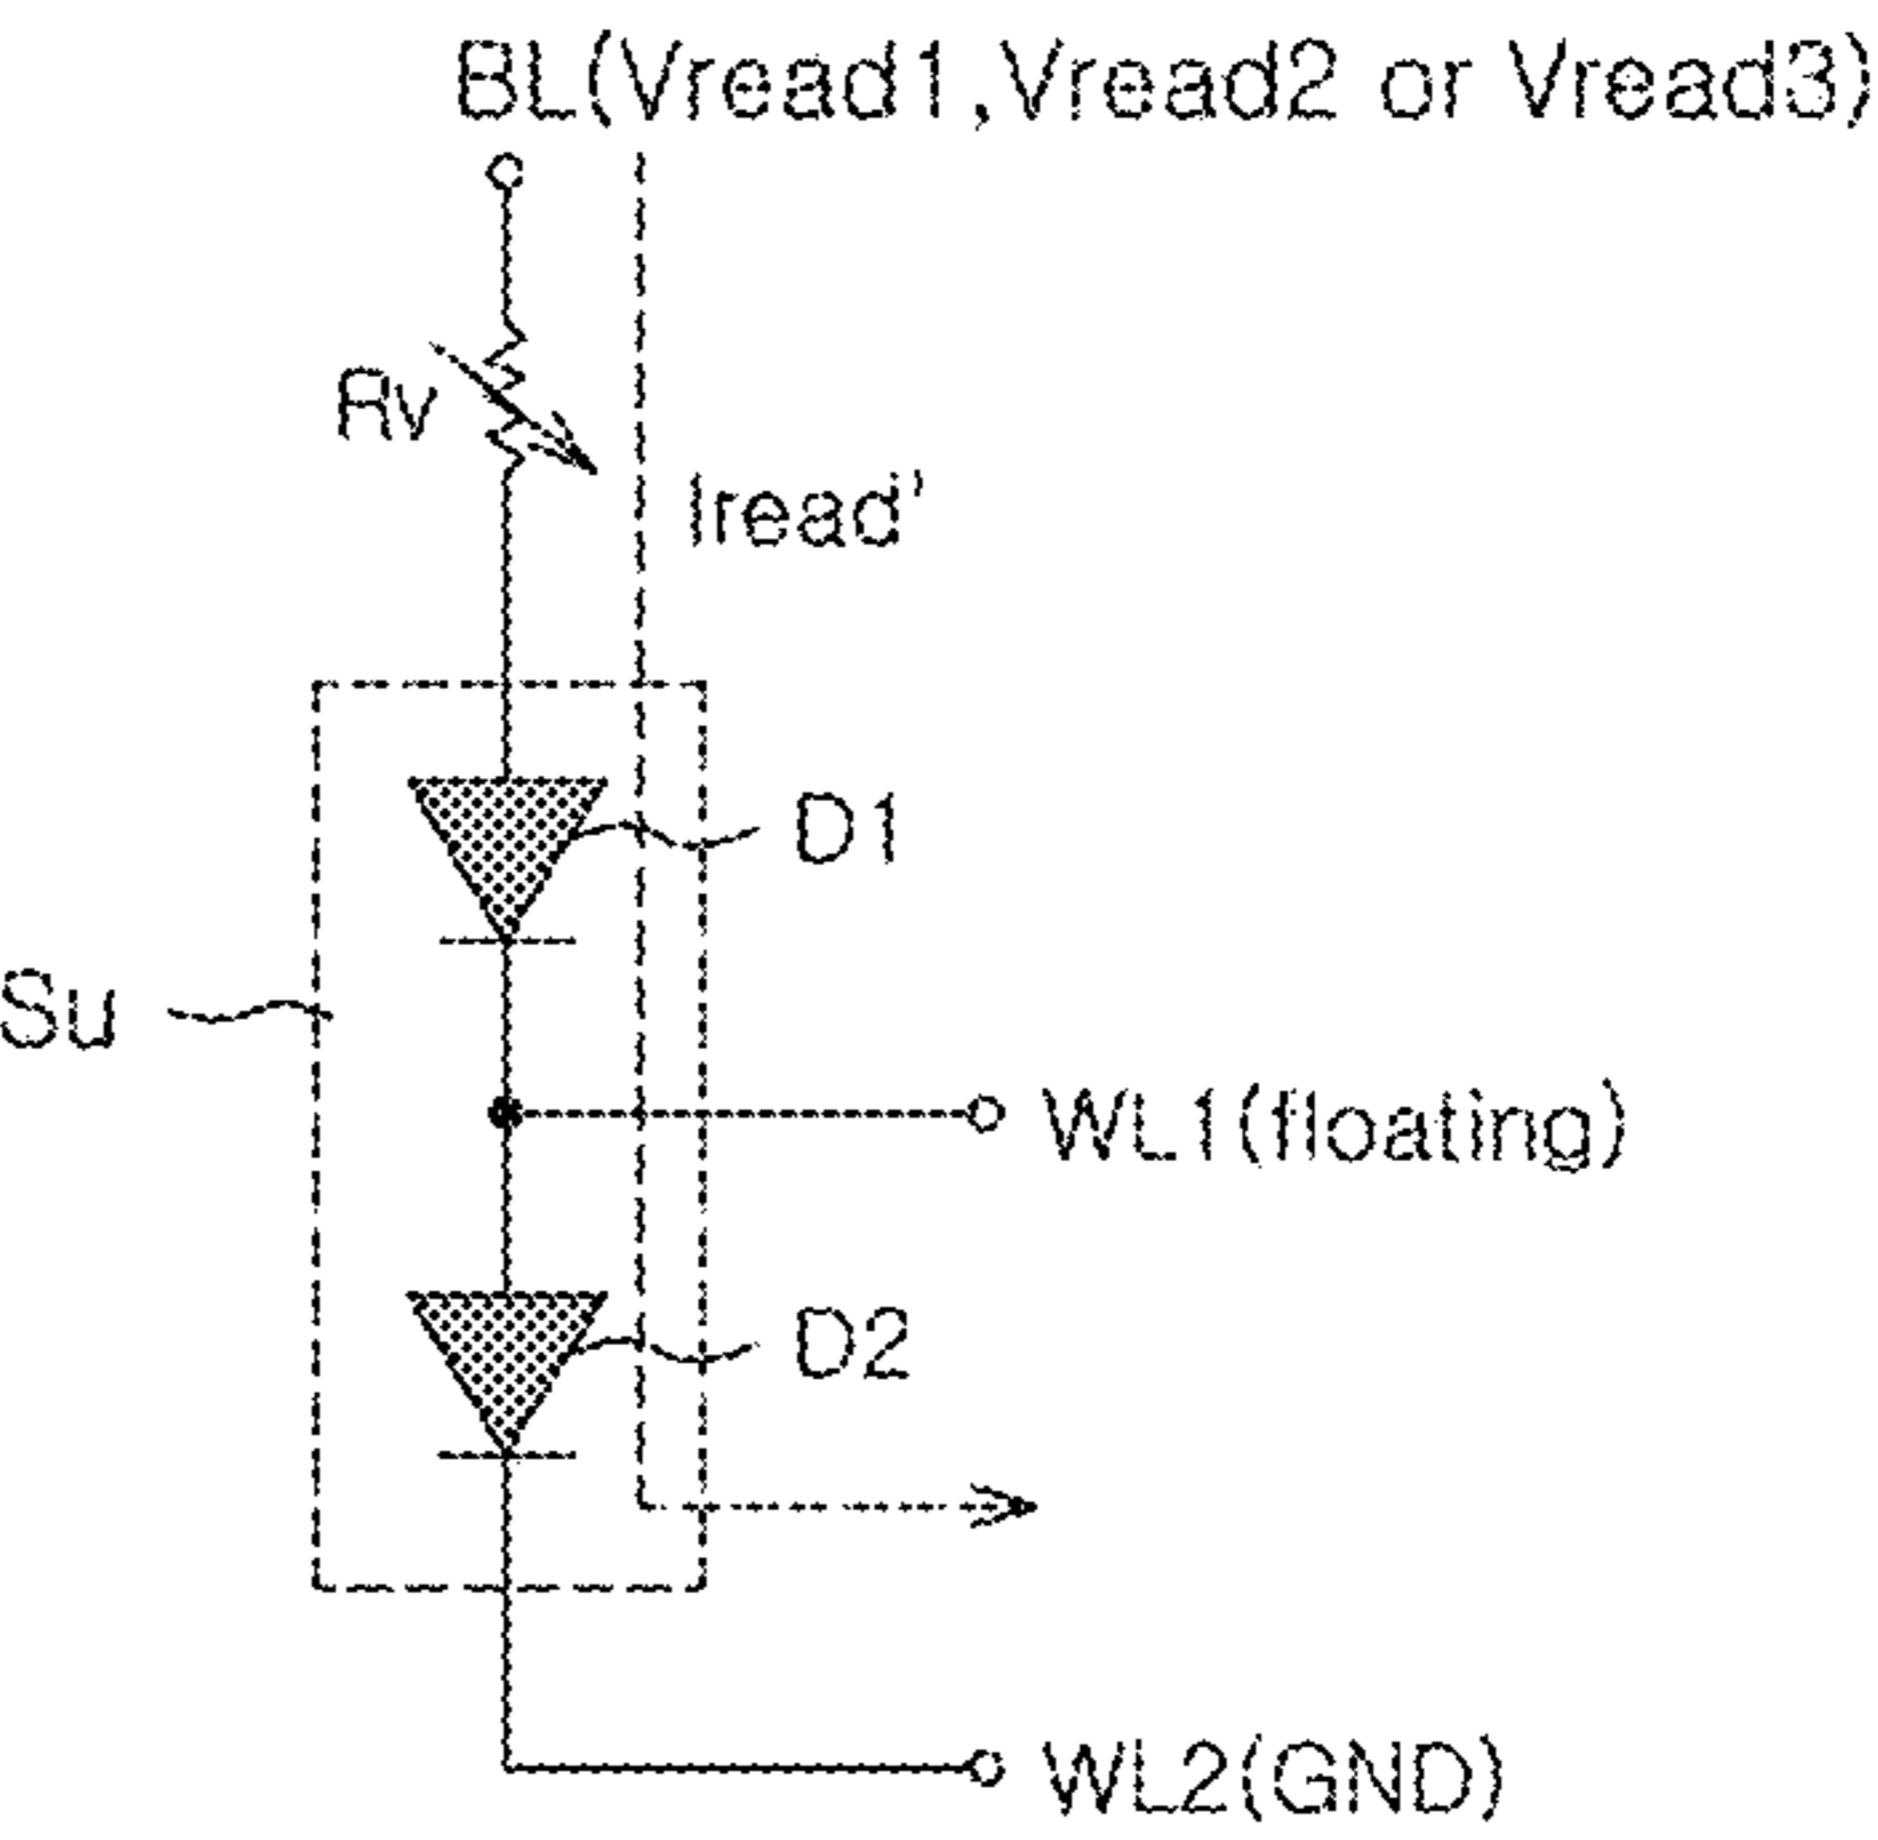 BL(Vread1,Vread2 or Vread3)
Rv
Iread'
D1
Su
WL1(floating)
D2
WL2(GND)